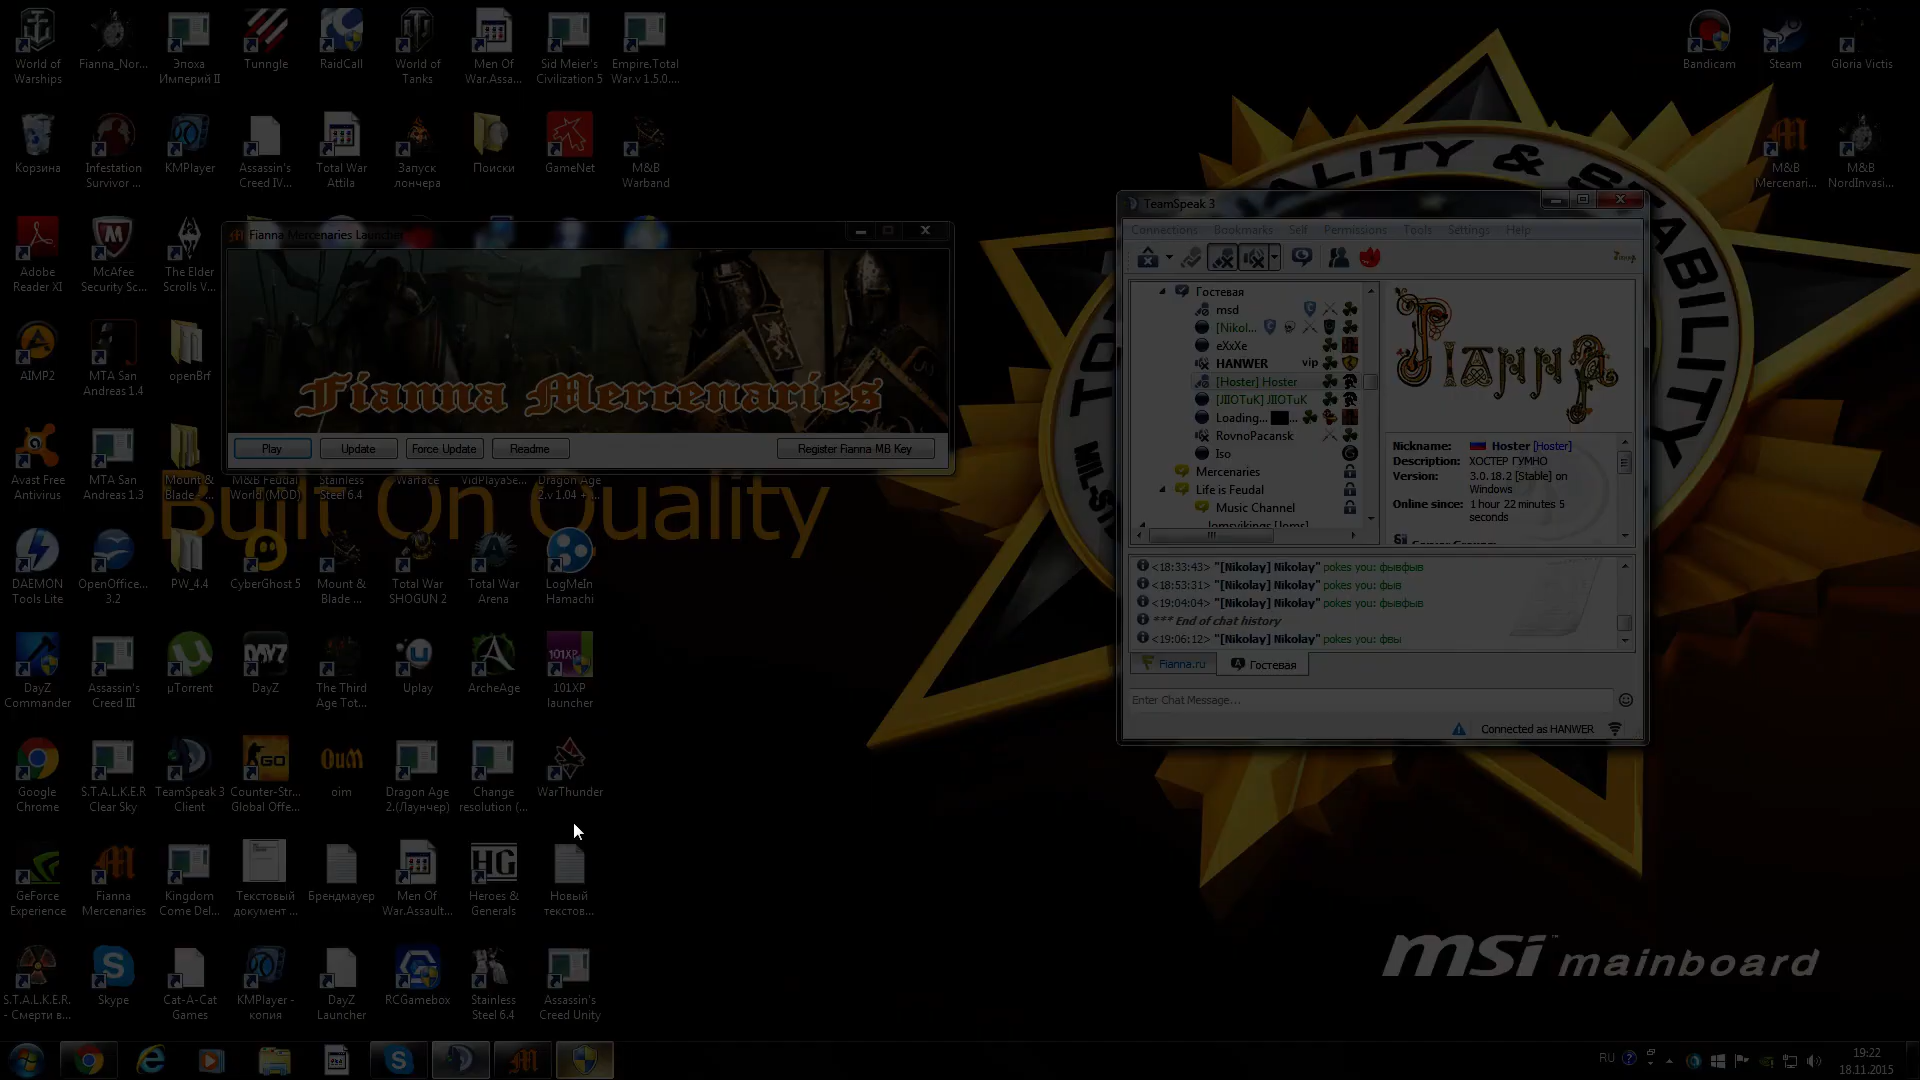 World of
Warships
Fianna_Nor...
Эпоха
Империй II
Tunngle
RaidCall
World of
Tanks
Men Of
War.Assa...
Sid Meier's
Civilization 5
Empire.Total
War.v 1.5.0....
Bandicam
Steam
Gloria Victis
Корзина
Infestation
Survivor ...
KMPlayer
Assassin's
Creed IV...
Total War
Attila
Запуск
лончера
Поиски
GameNet
M&B
Warband
M&B
Mercenari...
M&B
NordInvasi...
Adobe
Reader XI
McAfee
Security Sc...
The Elder
Scrolls V...
AIMP2
MTA San
Andreas 1.4
openBrf
Fianna Mercenaries Launcher
Fianna Mercenaries
Play
Update
Force Update
Readme
Register Fianna MB Key
Avast Free
Antivirus
MTA San
Andreas 1.3
Mount &
Blade - ...
M&B Feudal
World (MOD)
Stainless
Steel 6.4
Warface
VidPlaySe...
Dragon Age
2.v 1.04 + ...
Built On Quality
DAEMON
Tools Lite
OpenOffice...
3.2
PW_4.4
CyberGhost 5
Mount &
Blade ...
Total War
SHOGUN 2
Total War
Arena
LogMeIn
Hamachi
DayZ
Commander
Assassin's
Creed III
µTorrent
DAYZ
DayZ
The Third
Age Tot...
Uplay
ArcheAge
101XP
101XP
launcher
Google
Chrome
S.T.A.L.K.E.R
Clear Sky
TeamSpeak 3
Client
GO
Counter-Str...
Global Offe...
OuM
oim
Dragon Age
2.(Лаунчер)
Change
resolution (...
WarThunder
GeForce
Experience
Fianna
Mercenaries
Kingdom
Come Del...
Текстовый
документ ...
Брендмауер
Men Of
War.Assault...
HG
Heroes &
Generals
Новый
текстов...
S.T.A.L.K.E.R.
- Смерти в...
Skype
Cat-A-Cat
Games
KMPlayer -
копия
DayZ
Launcher
RCGamebox
Stainless
Steel 6.4
Assassin's
Creed Unity
TeamSpeak 3
Connections Bookmarks Self Permissions Tools Settings Help
Гостевая
msd
[Nikol...
eXxXe
HANWER vip
[Hoster] Hoster
[JIIOTuK] JIIOTuK
Loading... ...
RovnoPacansk
Iso
Mercenaries
Life is Feudal
Music Channel
Jomsvikings [Joms]
Fianna
Nickname: Hoster [Hoster]
Description: ХОСТЕР ГУМНО
Version: 3.0.18.2 [Stable] on
Windows
Online since: 1 hour 22 minutes 5
seconds
<18:33:43> "[Nikolay] Nikolay" pokes you: фывфыв
<18:53:31> "[Nikolay] Nikolay" pokes you: фыв
<19:04:04> "[Nikolay] Nikolay" pokes you: фывфыв
*** End of chat history
<19:06:12> "[Nikolay] Nikolay" pokes you: фвы
Fianna.ru
Гостевая
Enter Chat Message...
Connected as HANWER
msi™ mainboard
RU
19:22
18.11.2015